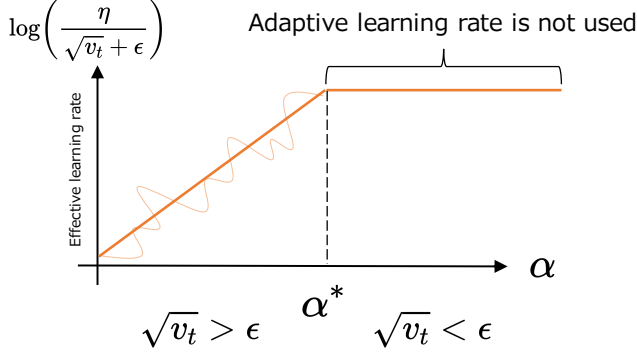 log(η/(√v_t + ϵ))
Adaptive learning rate is not used
Effective learning rate
α
α*
√v_t > ϵ
√v_t < ϵ